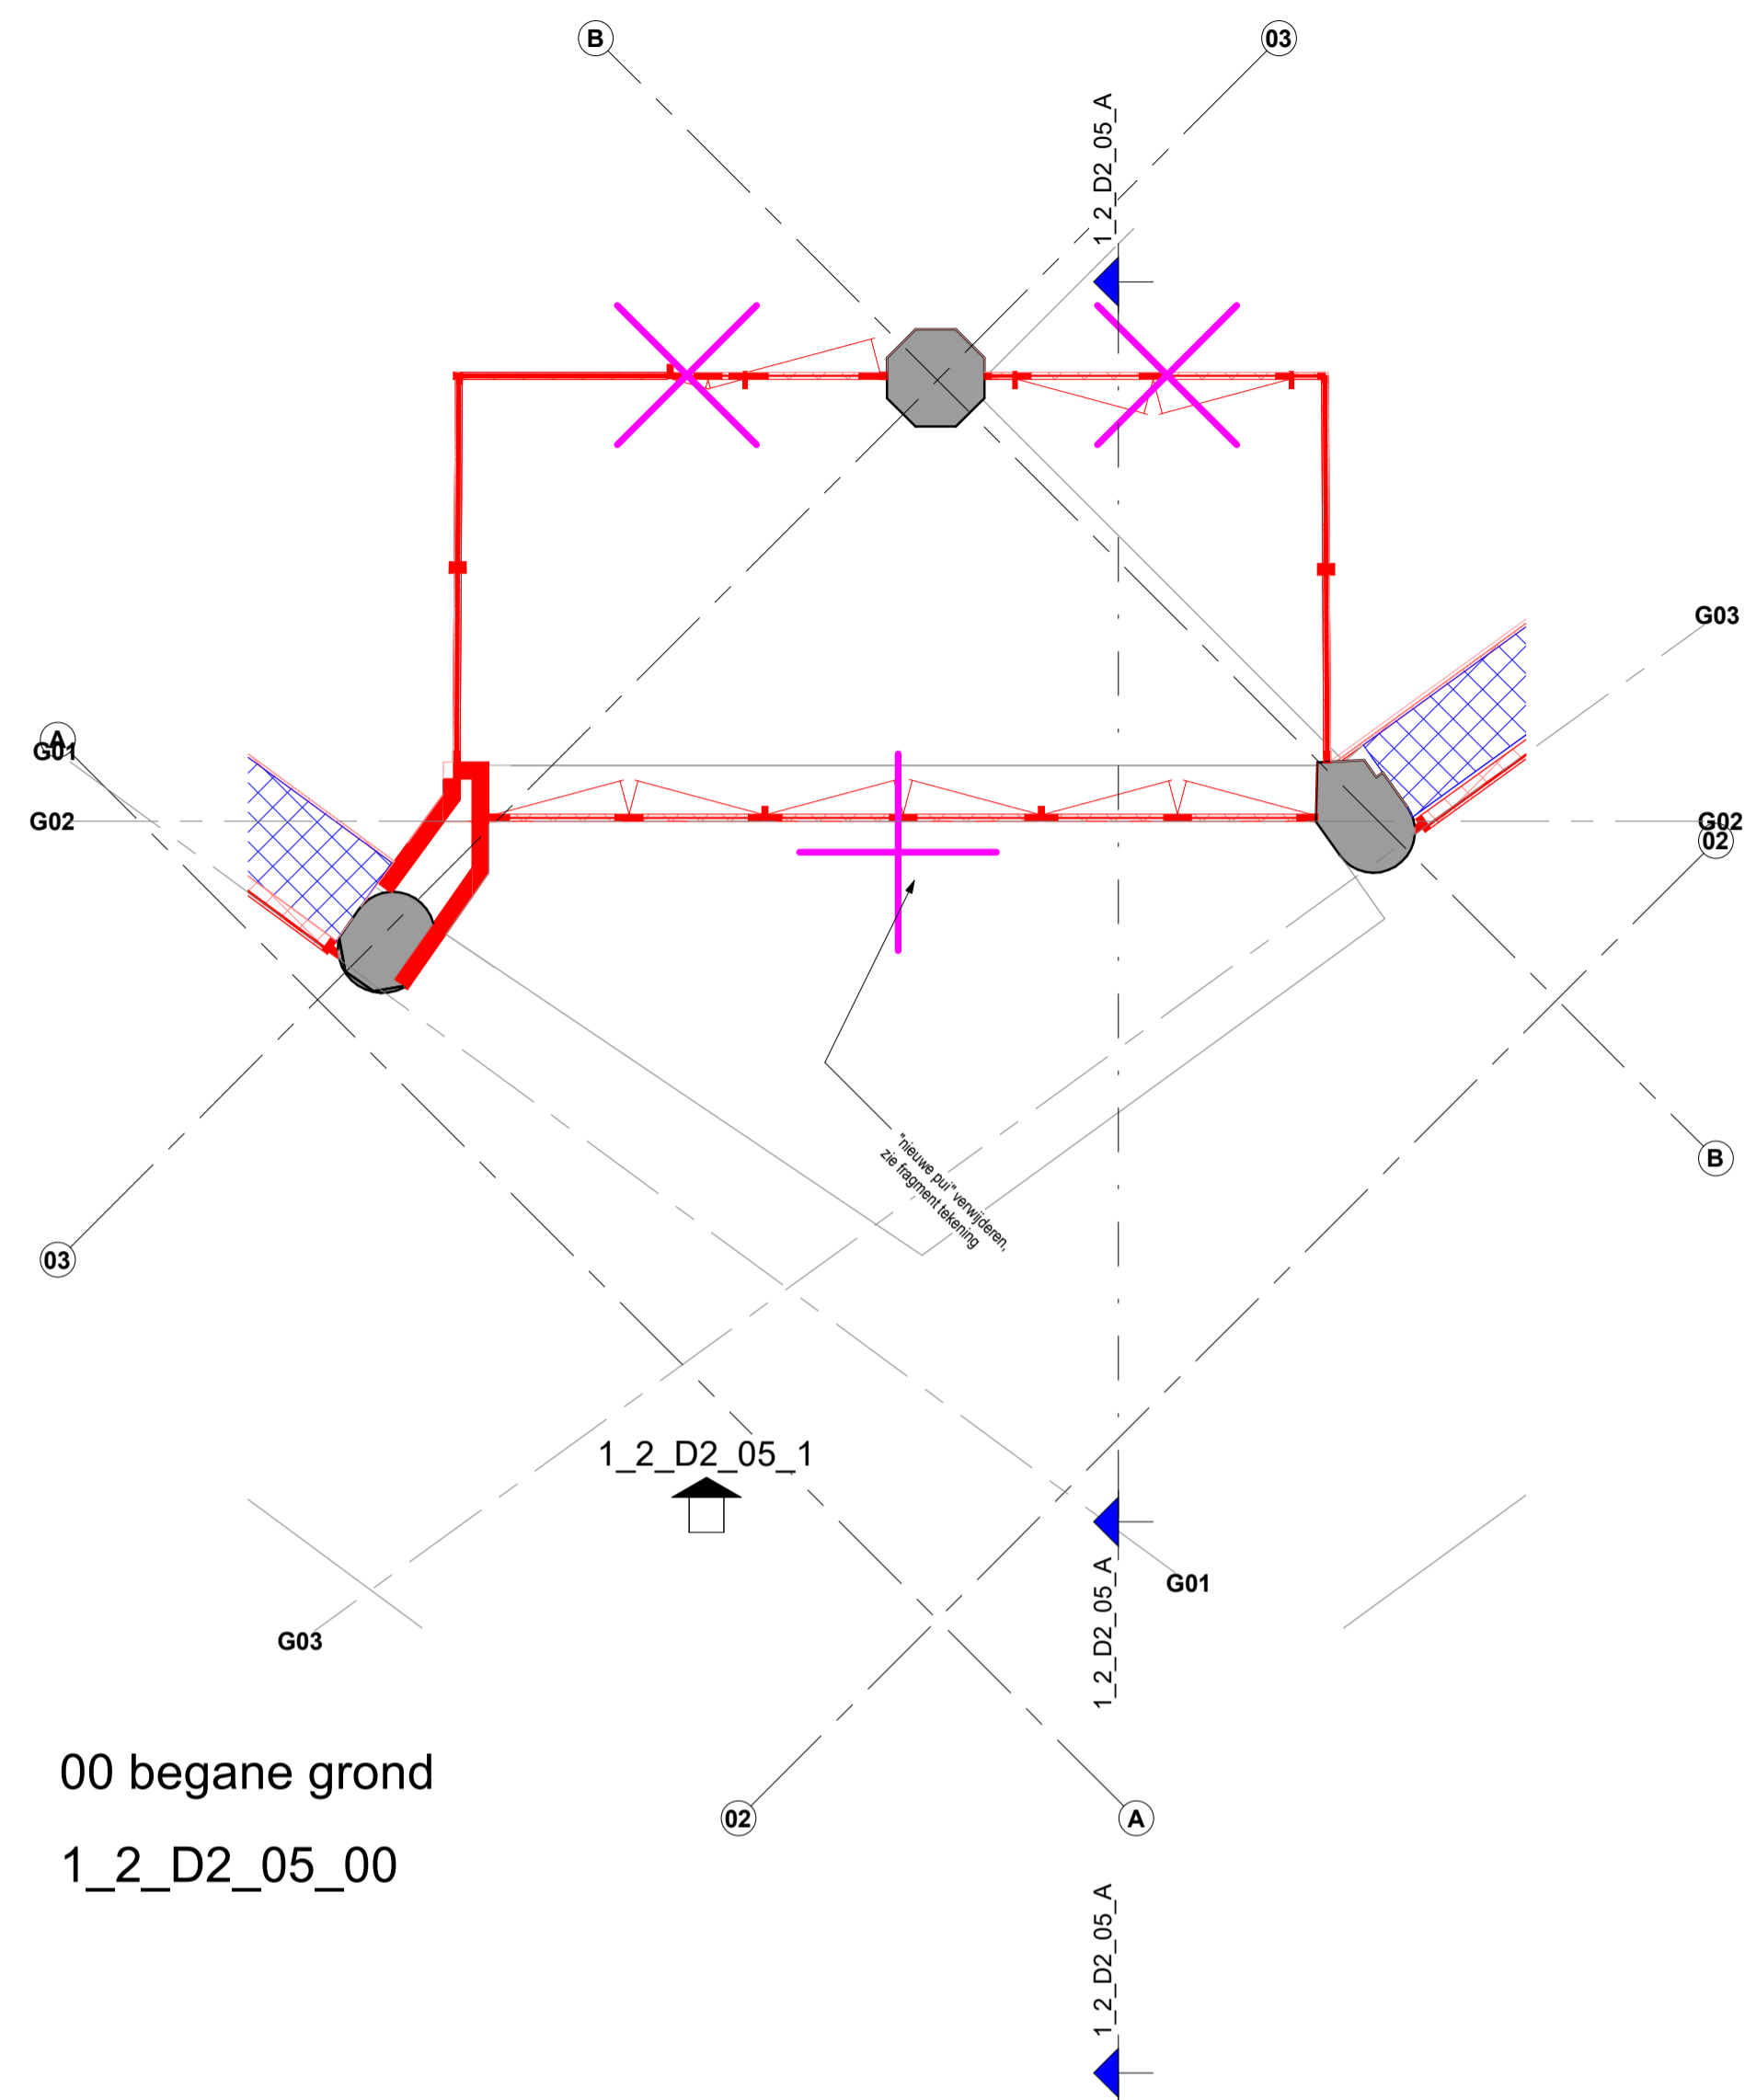 B
03
1_2_D2_05_A
G03
A
G01
G02
G02
02
"nieuwe pui" verwijderen,
zie fragment tekening
B
03
1_2_D2_05_1
G01
1_2_D2_05_A
G03
00 begane grond
02
A
1_2_D2_05_00
1_2_D2_05_A